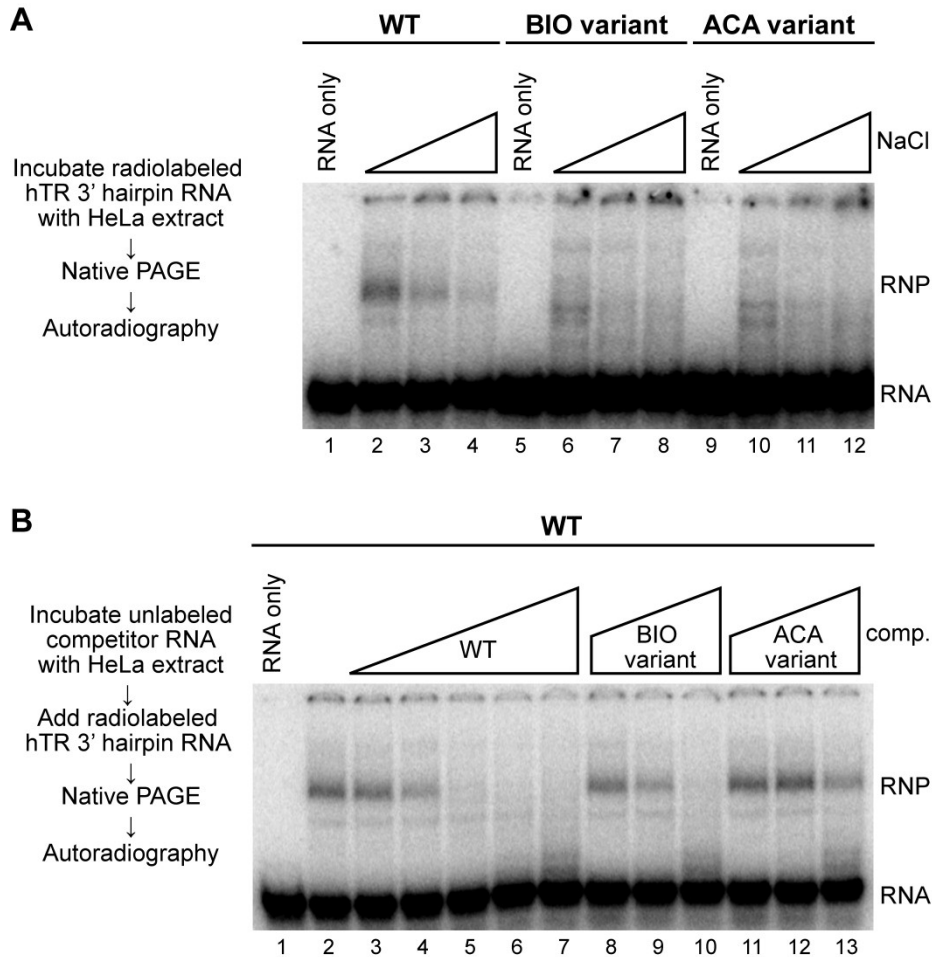 A
WT
BIO variant
ACA variant
RNA only
RNA only
RNA only
NaCl
Incubate radiolabeled
hTR 3' hairpin RNA
with HeLa extract
↓
Native PAGE
↓
Autoradiography
RNP
RNA
1 2 3 4 5 6 7 8 9 10 11 12
B
WT
RNA only
WT
BIO
variant
ACA
variant
comp.
Incubate unlabeled
competitor RNA
with HeLa extract
↓
Add radiolabeled
hTR 3' hairpin RNA
↓
Native PAGE
↓
Autoradiography
RNP
RNA
1 2 3 4 5 6 7 8 9 10 11 12 13